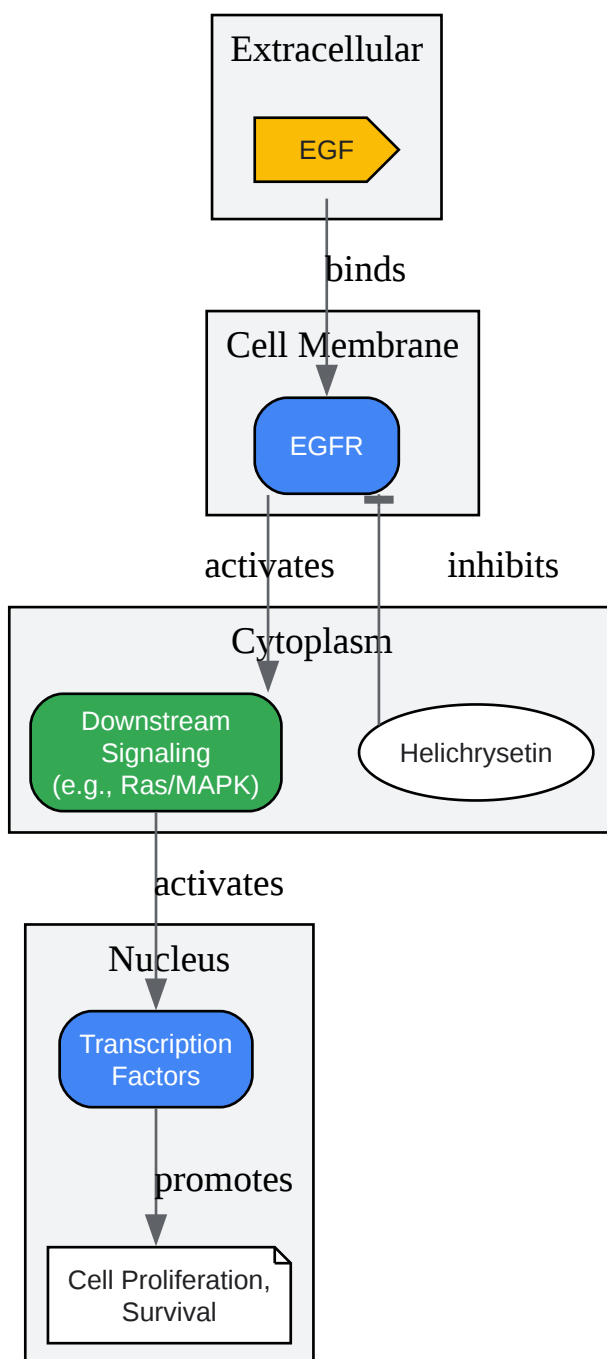 Extracellular
EGF
binds
Cell Membrane
EGFR
activates
inhibits
Cytoplasm
Downstream
Signaling
(e.g., Ras/MAPK)
Helichrysetin
activates
Nucleus
Transcription
Factors
promotes
Cell Proliferation,
Survival